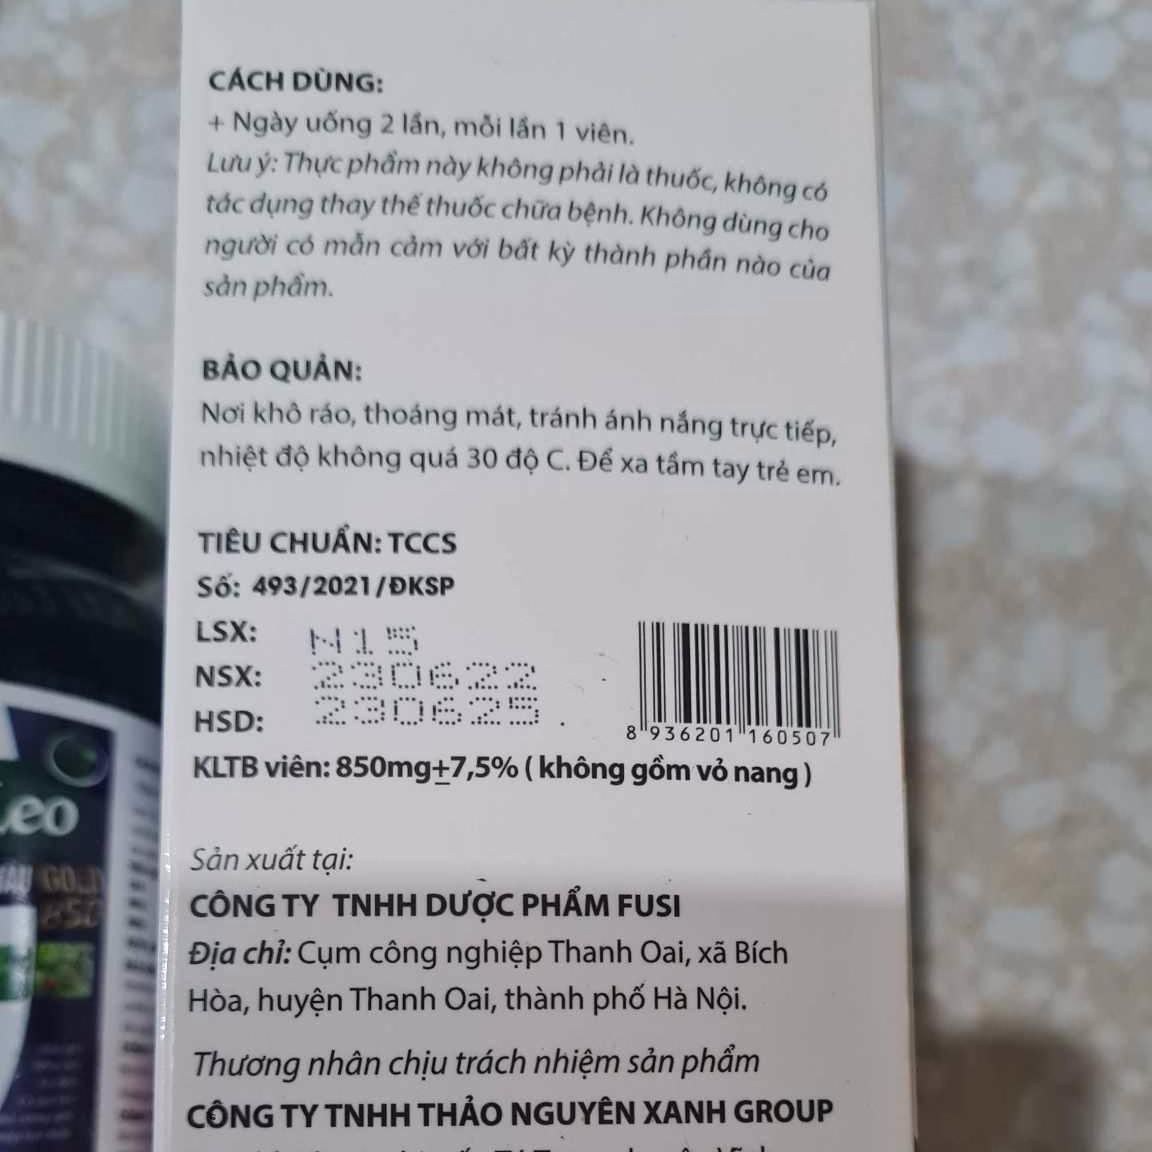 CÁCH DÙNG:
+ Ngày uống 2 lần, mỗi lần 1 viên.
Lưu ý: Thực phẩm này không phải là thuốc, không có
tác dụng thay thế thuốc chữa bệnh. Không dùng cho
người có mẫn cảm với bất kỳ thành phần nào của
sản phẩm.
BẢO QUẢN:
Nơi khô ráo, thoáng mát, tránh ánh nắng trực tiếp,
nhiệt độ không quá 30 độ C. Để xa tầm tay trẻ em.
TIÊU CHUẨN: TCCS
Số: 493/2021/ĐKSP
LSX: N15
NSX: 230622
HSD: 230625
8 936201 160507
KLTB viên: 850mg±7,5% ( không gồm vỏ nang )
Sản xuất tại:
CÔNG TY TNHH DƯỢC PHẨM FUSI
Địa chỉ: Cụm công nghiệp Thanh Oai, xã Bích
Hòa, huyện Thanh Oai, thành phố Hà Nội.
Thương nhân chịu trách nhiệm sản phẩm
CÔNG TY TNHH THẢO NGUYÊN XANH GROUP
eo
GOLD
850